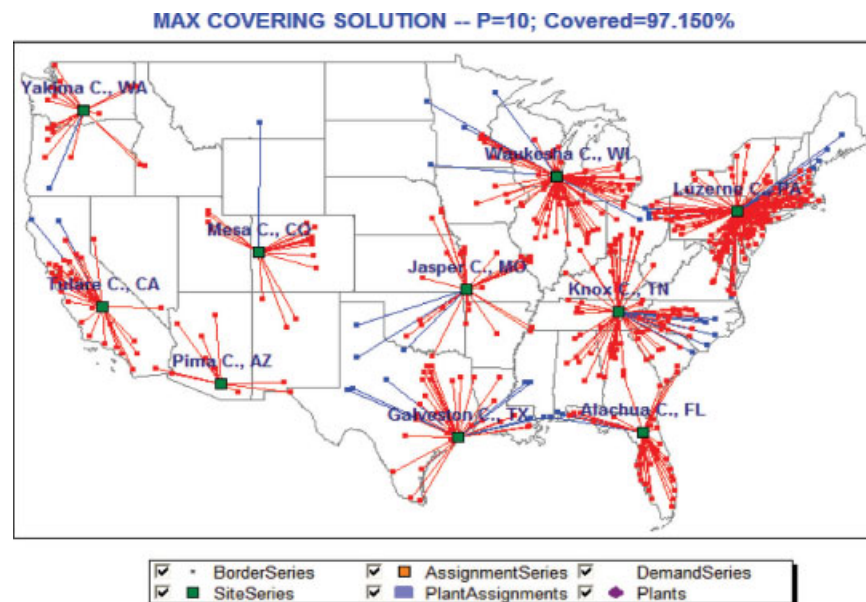 MAX COVERING SOLUTION -- P=10; Covered=97.150%
Yakima C., WA
Waukesha C., WI
Luzerne C., PA
Mesa C., CO
Jasper C., MO
Tulare C., CA
Knox C., TN
Pima C., AZ
Galveston C., TX
Alachua C., FL
BorderSeries AssignmentSeries DemandSeries
SiteSeries PlantAssignments Plants